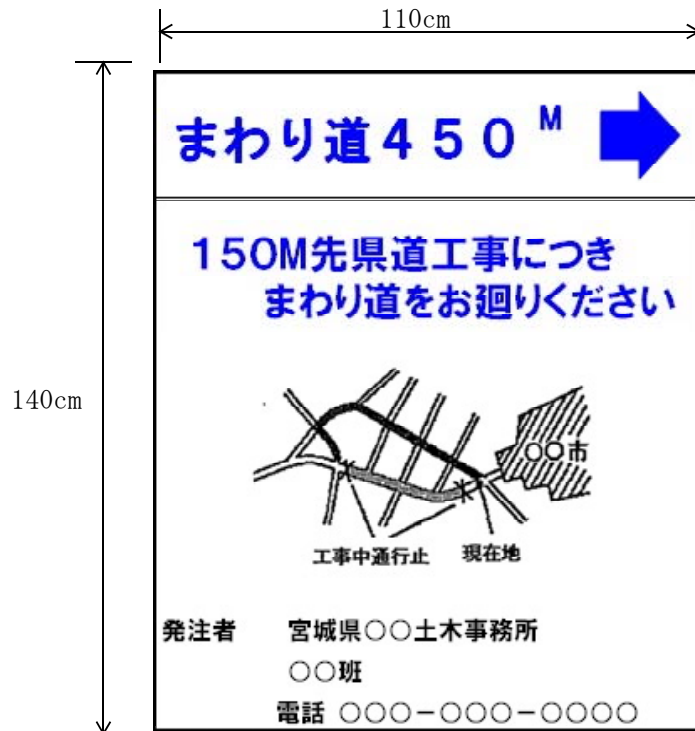 110cm
140cm
まわり道450M
150M先県道工事につき
まわり道をお廻りください
○○市
工事中通行止
現在地
発注者 宮城県○○土木事務所
○○班
電話 ○○○-○○○-○○○○